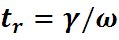 t_r = γ/ω